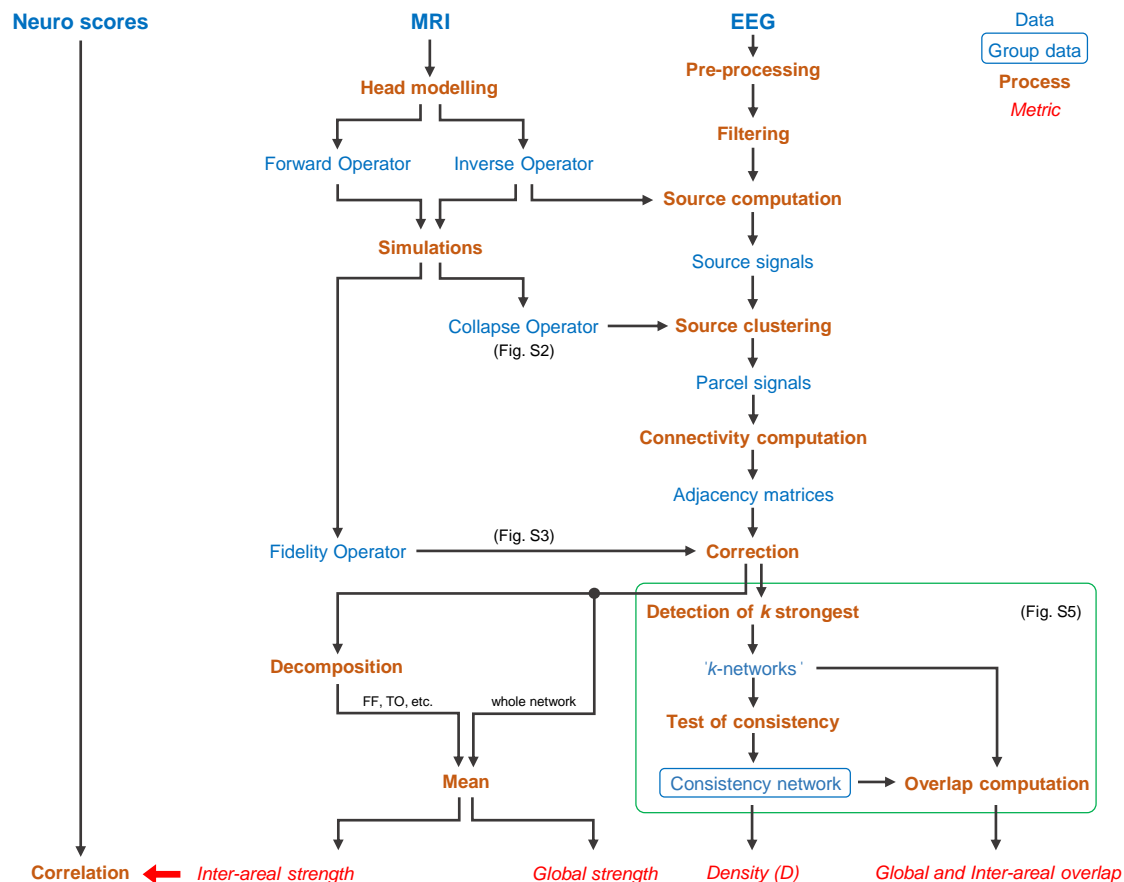 Neuro scores
MRI
EEG
Data
Group data
Process
Metric
Pre-processing
Head modelling
Filtering
Forward Operator
Inverse Operator
Source computation
Simulations
Source signals
Collapse Operator
(Fig. S2)
Source clustering
Parcel signals
Connectivity computation
Adjacency matrices
Fidelity Operator
(Fig. S3)
Correction
Detection of k strongest
(Fig. S5)
Decomposition
'k-networks'
FF, TO, etc.
whole network
Test of consistency
Mean
Consistency network
Overlap computation
Correlation
Inter-areal strength
Global strength
Density (D)
Global and Inter-areal overlap